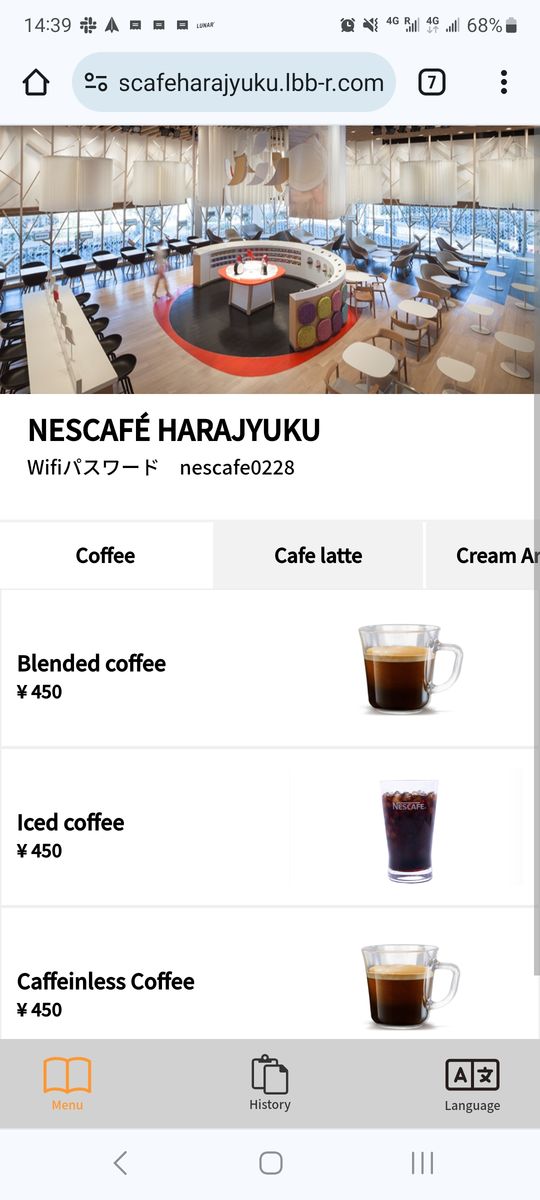 14:39
LUNAR'
4G R 4G 68%
scafeharajyuku.lbb-r.com
7
NESCAFÉ HARAJYUKU
Wifiパスワード nescafe0228
Coffee Cafe latte Cream Ar
Blended coffee
¥ 450
Iced coffee
¥ 450
NESCAFÉ.
Caffeinless Coffee
¥ 450
A 文
Menu History Language